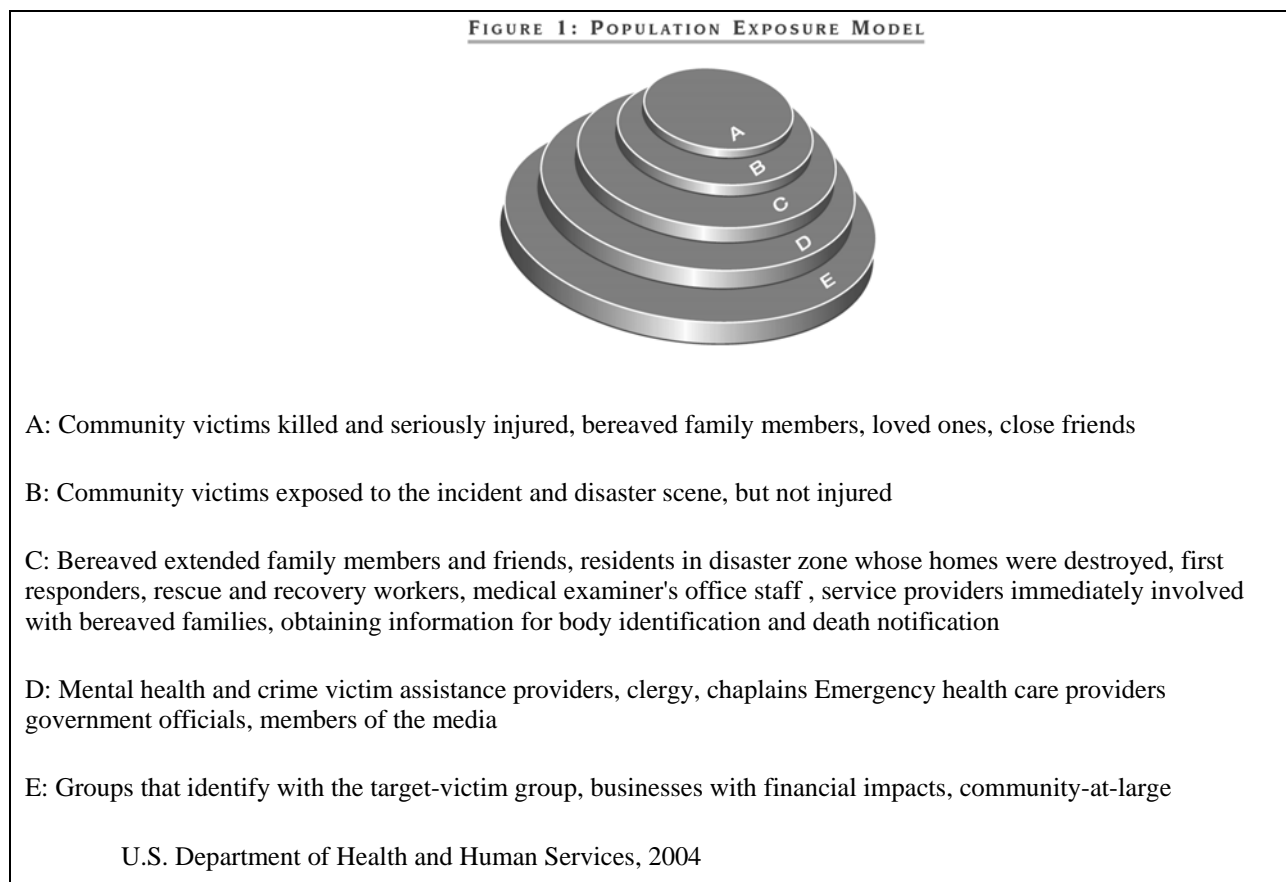 FIGURE 1: POPULATION EXPOSURE MODEL
A
B
C
D
E
A: Community victims killed and seriously injured, bereaved family members, loved ones, close friends
B: Community victims exposed to the incident and disaster scene, but not injured
C: Bereaved extended family members and friends, residents in disaster zone whose homes were destroyed, first
responders, rescue and recovery workers, medical examiner's office staff , service providers immediately involved
with bereaved families, obtaining information for body identification and death notification
D: Mental health and crime victim assistance providers, clergy, chaplains Emergency health care providers
government officials, members of the media
E: Groups that identify with the target-victim group, businesses with financial impacts, community-at-large
U.S. Department of Health and Human Services, 2004